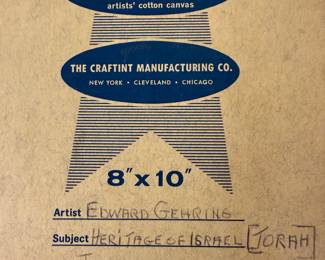 artists' cotton canvas
THE CRAFTINT MANUFACTURING CO.
NEW YORK • CLEVELAND • CHICAGO
8" x 10"
Artist EDWARD GEHRING
Subject HERITAGE OF ISRAEL [TORAH]